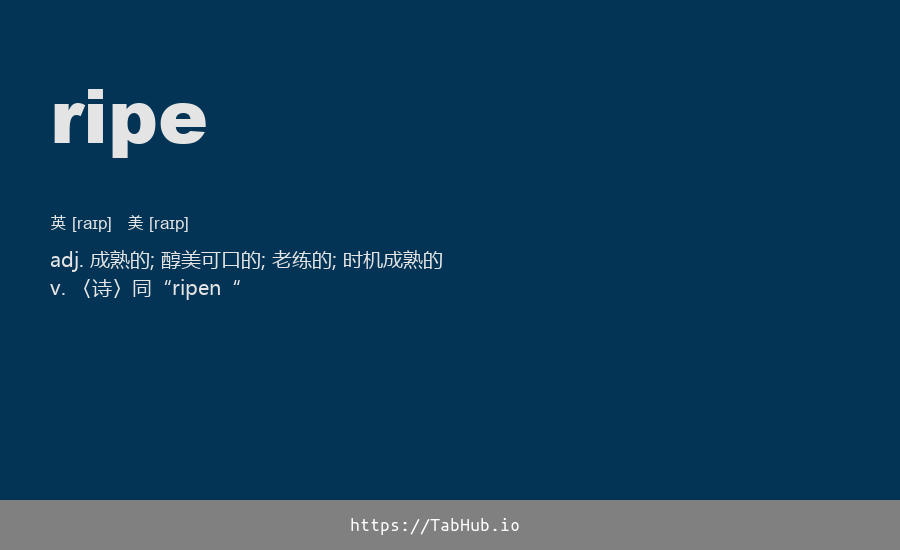 ripe
英 [raɪp] 美 [raɪp]
adj. 成熟的; 醇美可口的; 老练的; 时机成熟的
v. 〈诗〉同“ripen“
https://TabHub.io